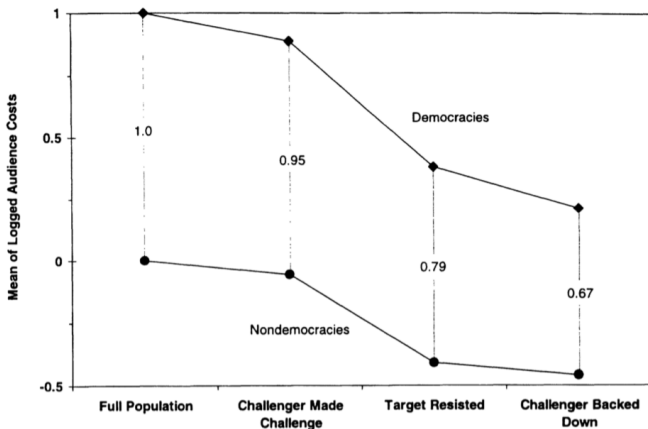 Mean of Logged Audience Costs
1
0.5
0
-0.5
1.0
0.95
0.79
0.67
Democracies
Nondemocracies
Full Population
Challenger Made
Challenge
Target Resisted
Challenger Backed
Down